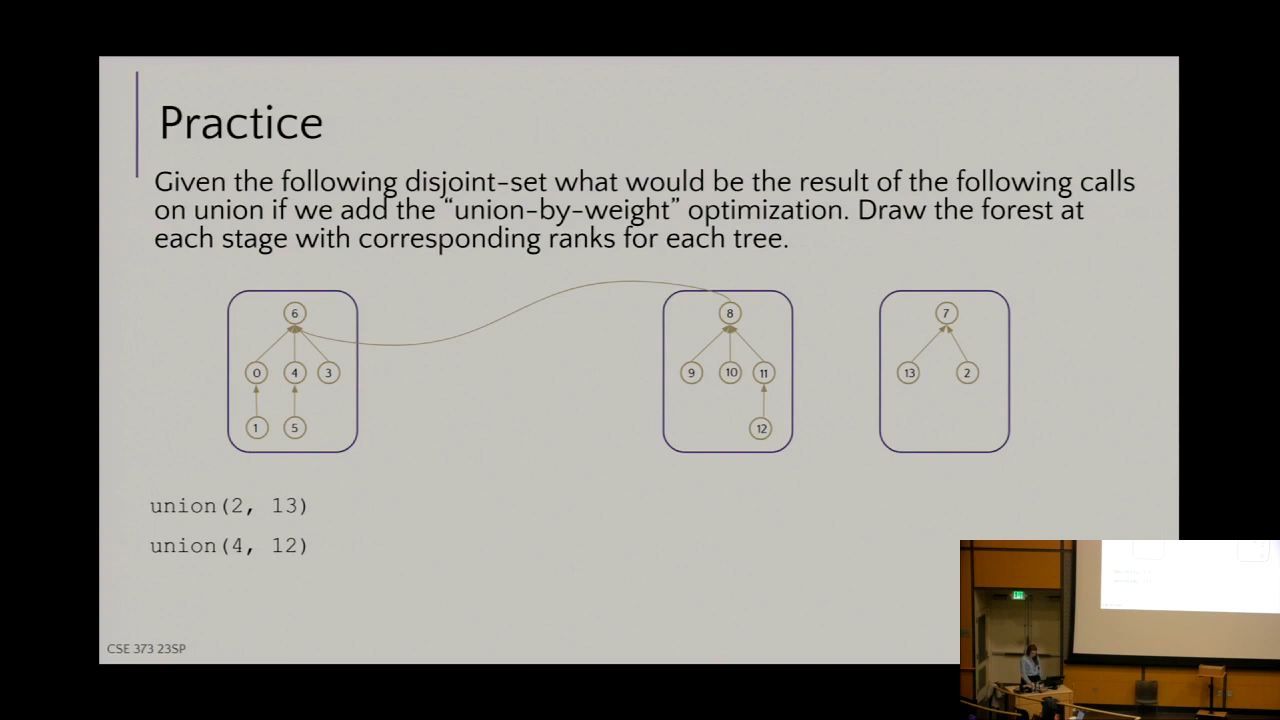 Practice
Given the following disjoint-set what would be the result of the following calls
on union if we add the “union-by-weight” optimization. Draw the forest at
each stage with corresponding ranks for each tree.
6
8
7
0
4
3
9
10
11
13
2
1
5
12
union(2, 13)
union(4, 12)
CSE 373 23SP